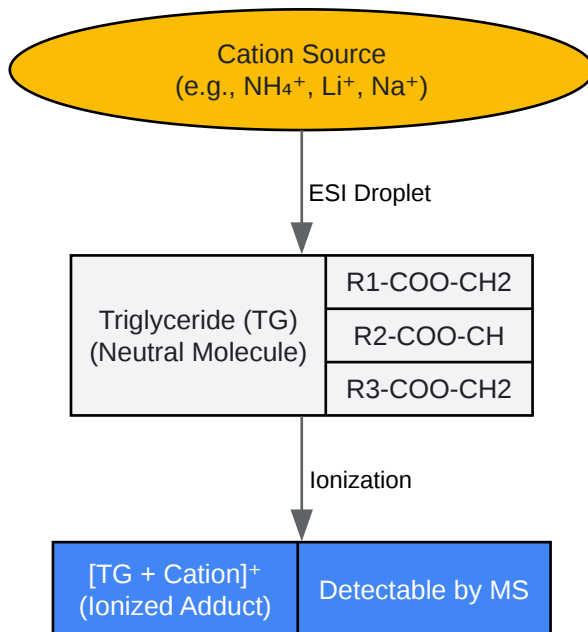 Cation Source
(e.g., NH₄⁺, Li⁺, Na⁺)
ESI Droplet
Triglyceride (TG)
(Neutral Molecule)
R1-COO-CH2
R2-COO-CH
R3-COO-CH2
Ionization
[TG + Cation]⁺
(Ionized Adduct)
Detectable by MS